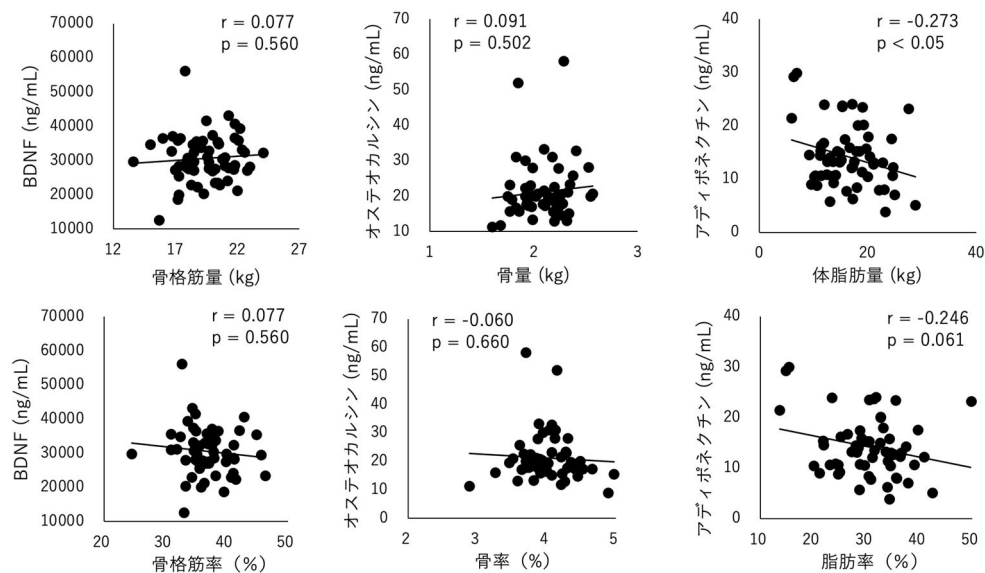 r = 0.077
p = 0.560
BDNF (ng/mL)
70000
60000
50000
40000
30000
20000
10000
12
17
22
27
骨格筋量 (kg)
r = 0.091
p = 0.502
オステオカルシン (ng/mL)
70
60
50
40
30
20
10
1
2
3
骨量 (kg)
r = -0.273
p < 0.05
アディポネクチン (ng/mL)
40
30
20
10
0
0
20
40
体脂肪量 (kg)
r = 0.077
p = 0.560
BDNF (ng/mL)
70000
60000
50000
40000
30000
20000
10000
20
30
40
50
骨格筋率 (%)
r = -0.060
p = 0.660
オステオカルシン (ng/mL)
70
60
50
40
30
20
10
0
2
3
4
5
骨率 (%)
r = -0.246
p = 0.061
アディポネクチン (ng/mL)
40
30
20
10
0
10
20
30
40
50
脂肪率 (%)